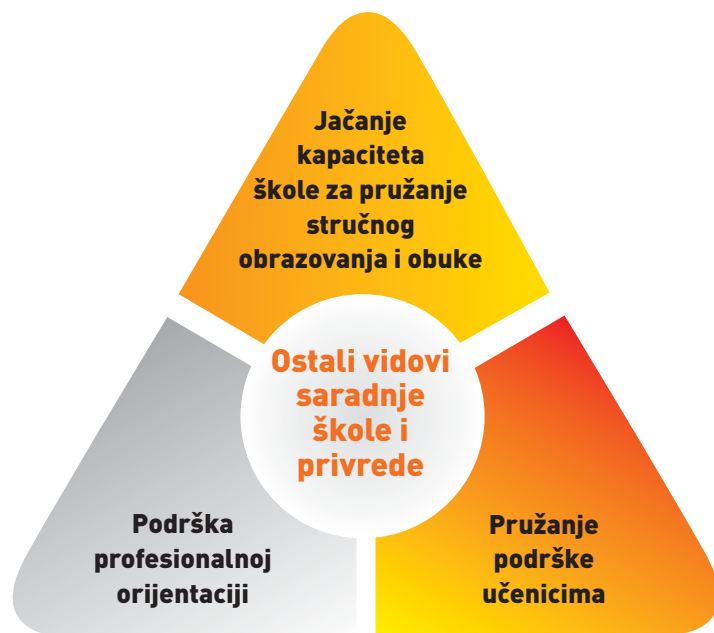 Jačanje
kapaciteta
škole za pružanje
stručnog
obrazovanja i obuke
Ostali vidovi
saradnje
škole i
privrede
Podrška
profesionalnoj
orijentaciji
Pružanje
podrške
učenicima